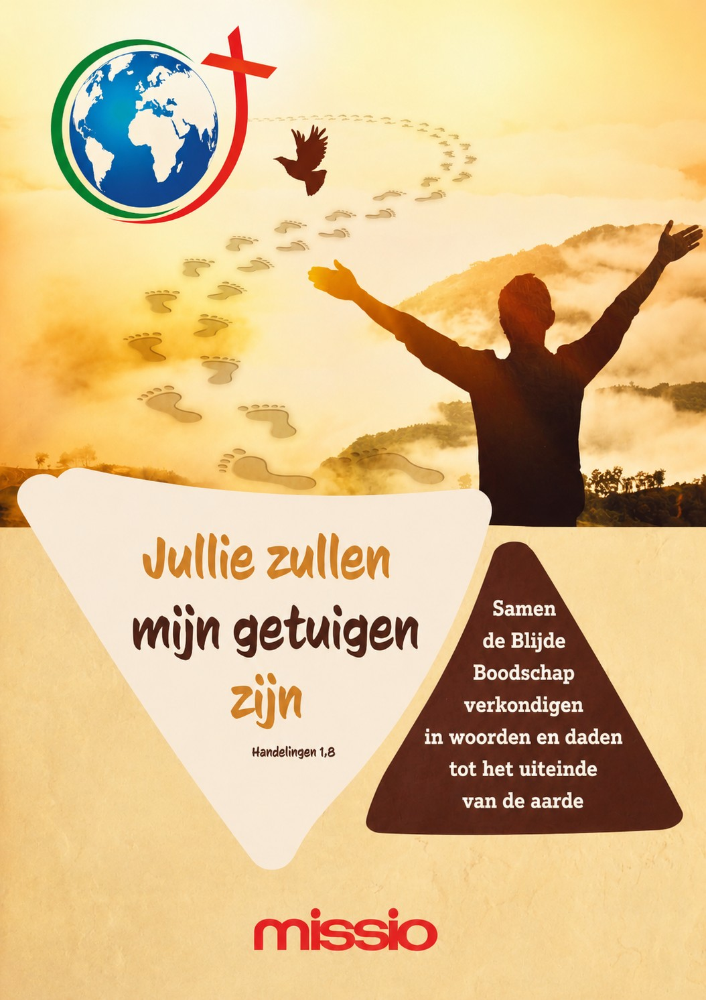 Jullie zullen
mijn getuigen
zijn
Handelingen 1,8
Samen
de Blijde
Boodschap
verkondigen
in woorden en daden
tot het uiteinde
van de aarde
missio